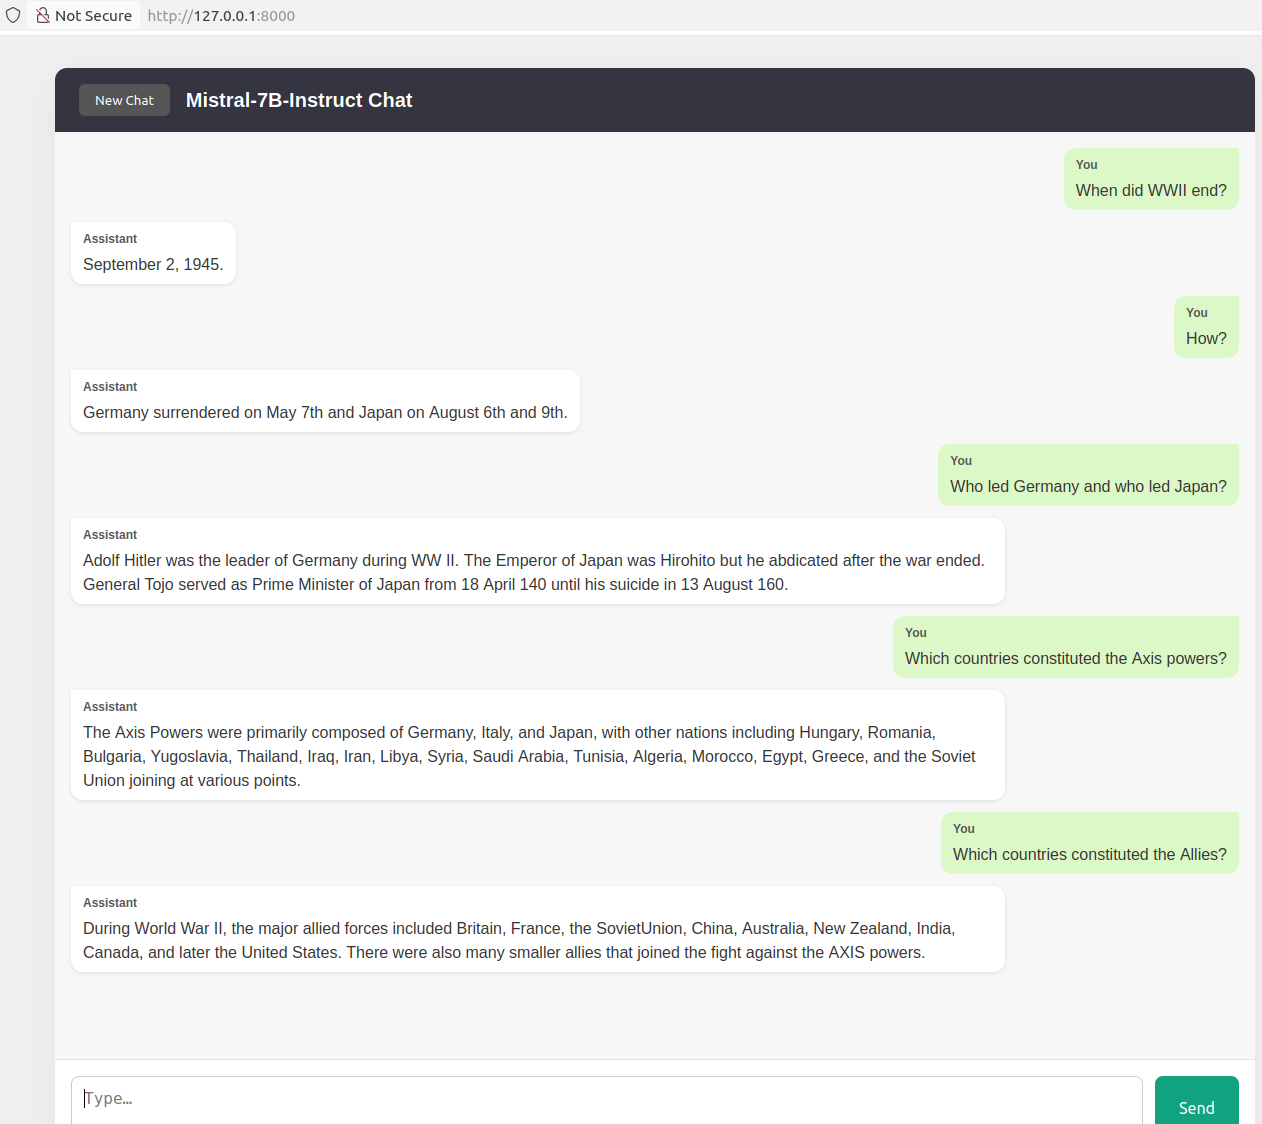 Not Secure http://127.0.0.1:8000
New Chat Mistral-7B-Instruct Chat
You
When did WWII end?
Assistant
September 2, 1945.
You
How?
Assistant
Germany surrendered on May 7th and Japan on August 6th and 9th.
You
Who led Germany and who led Japan?
Assistant
Adolf Hitler was the leader of Germany during WW II. The Emperor of Japan was Hirohito but he abdicated after the war ended.
General Tojo served as Prime Minister of Japan from 18 April 140 until his suicide in 13 August 160.
You
Which countries constituted the Axis powers?
Assistant
The Axis Powers were primarily composed of Germany, Italy, and Japan, with other nations including Hungary, Romania,
Bulgaria, Yugoslavia, Thailand, Iraq, Iran, Libya, Syria, Saudi Arabia, Tunisia, Algeria, Morocco, Egypt, Greece, and the Soviet
Union joining at various points.
You
Which countries constituted the Allies?
Assistant
During World War II, the major allied forces included Britain, France, the SovietUnion, China, Australia, New Zealand, India,
Canada, and later the United States. There were also many smaller allies that joined the fight against the AXIS powers.
Type…
Send